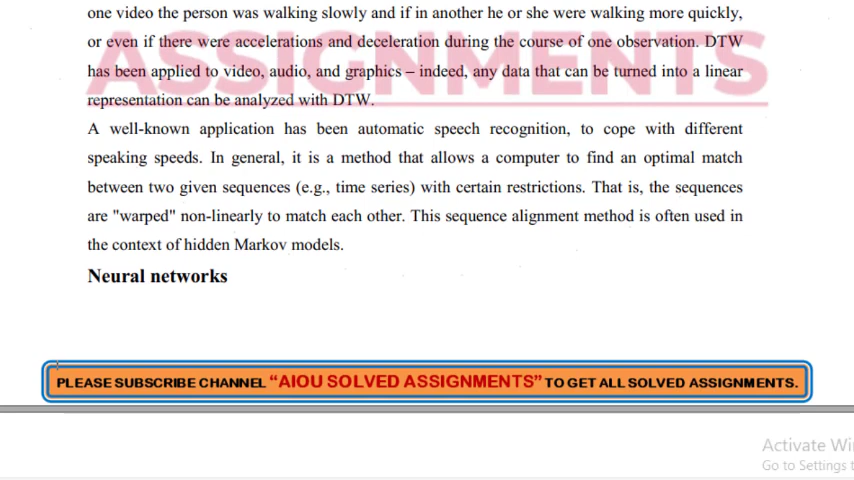 one video the person was walking slowly and if in another he or she were walking more quickly,
or even if there were accelerations and deceleration during the course of one observation. DTW
ASSIGNMENTS
has been applied to video, audio, and graphics – indeed, any data that can be turned into a linear
representation can be analyzed with DTW.
A well-known application has been automatic speech recognition, to cope with different
speaking speeds. In general, it is a method that allows a computer to find an optimal match
between two given sequences (e.g., time series) with certain restrictions. That is, the sequences
are "warped" non-linearly to match each other. This sequence alignment method is often used in
the context of hidden Markov models.
Neural networks
PLEASE SUBSCRIBE CHANNEL “AIOU SOLVED ASSIGNMENTS” TO GET ALL SOLVED ASSIGNMENTS.
Activate Wi
Go to Settings t